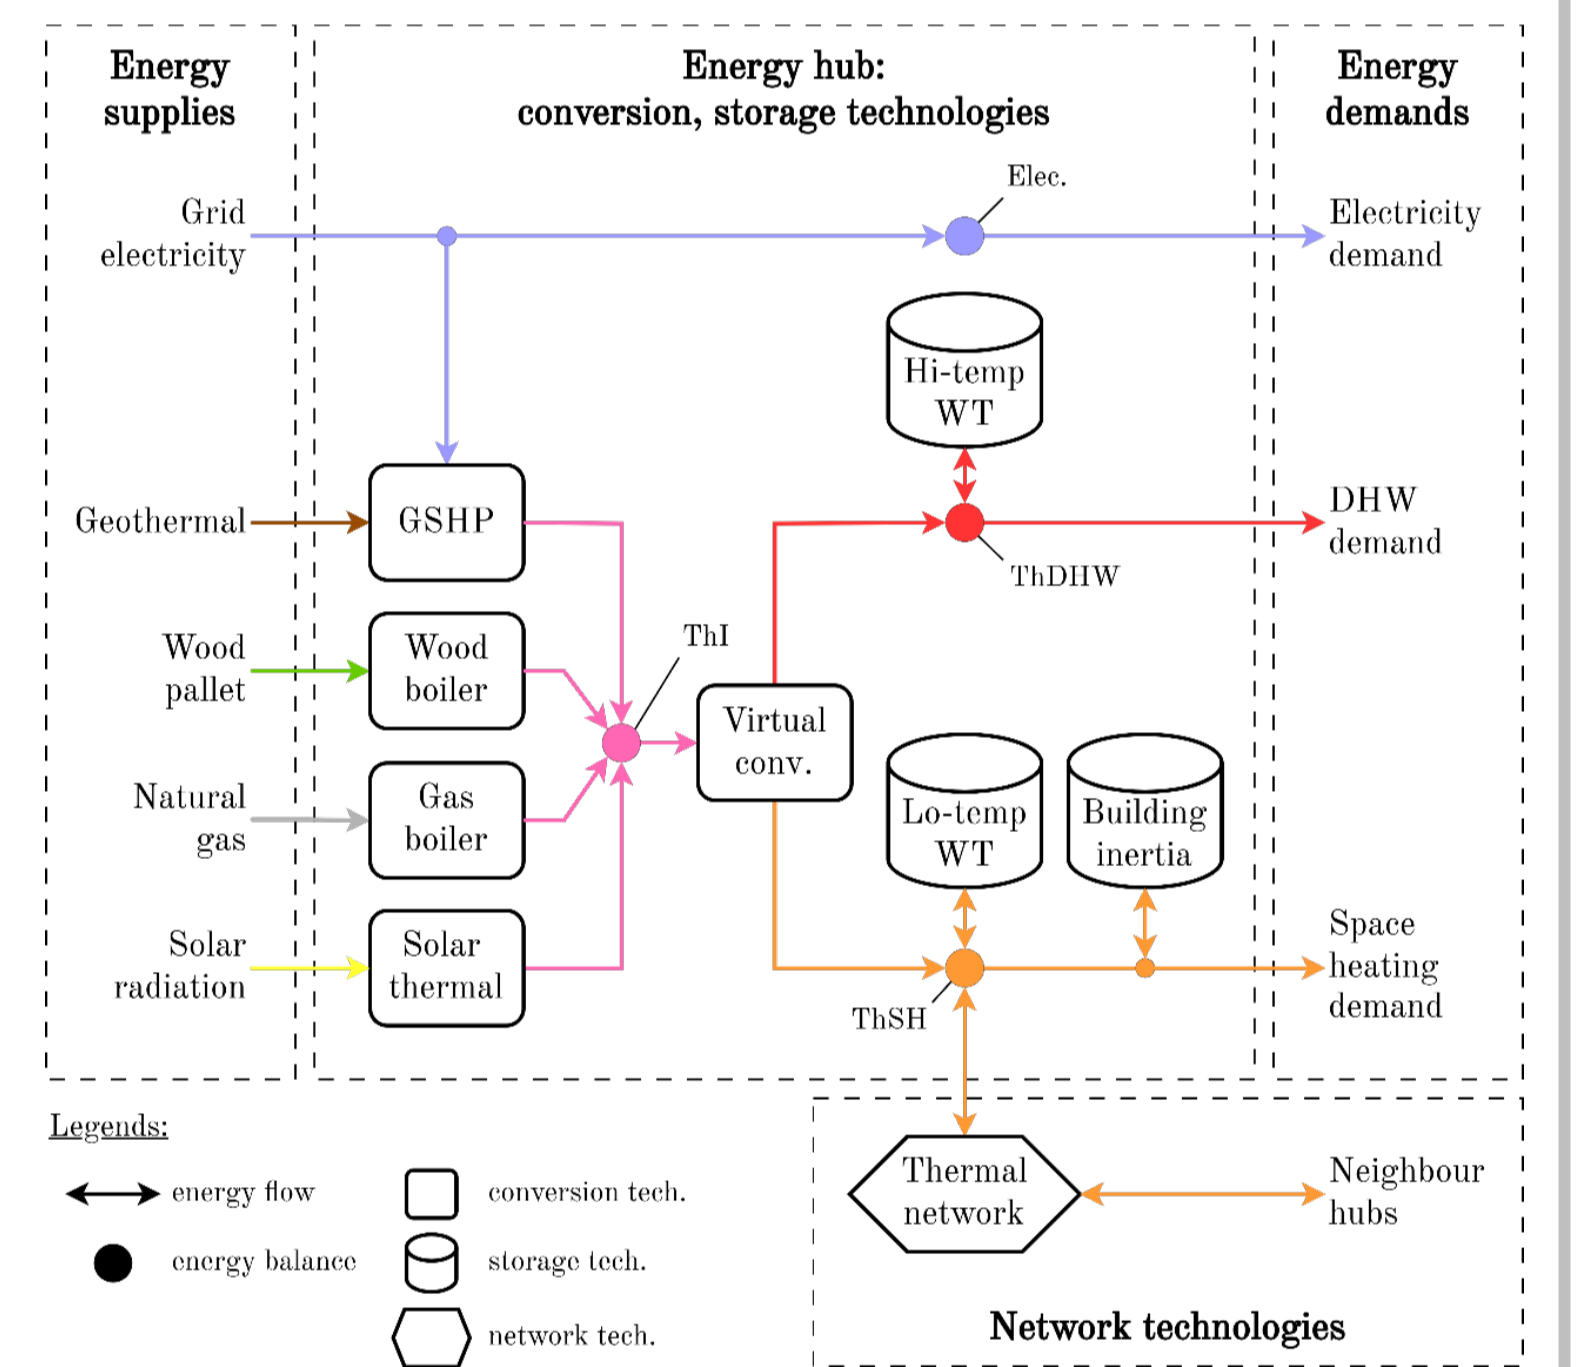 Energy
supplies
Energy hub:
conversion, storage technologies
Energy
demands
Elec.
Grid
electricity
Electricity
demand
Hi-temp
WT
Geothermal
GSHP
DHW
demand
ThDHW
Wood
pallet
Wood
boiler
ThI
Virtual
conv.
Natural
gas
Gas
boiler
Lo-temp
WT
Building
inertia
Solar
radiation
Solar
thermal
Space
heating
demand
ThSH
Legends:
energy flow
conversion tech.
energy balance
storage tech.
network tech.
Thermal
network
Neighbour
hubs
Network technologies